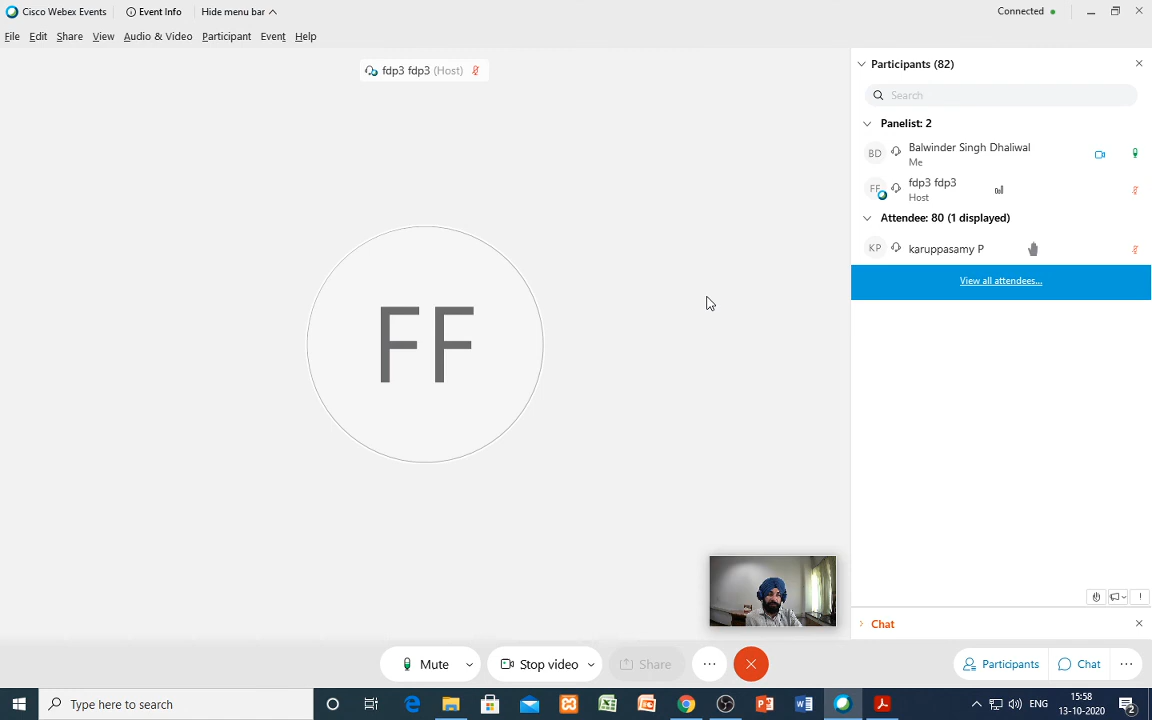 Cisco Webex Events
Event Info
Hide menu bar
Connected
File Edit Share View Audio & Video Participant Event Help
fdp3 fdp3 (Host)
FF
Participants (82)
Search
Panelist: 2
BD
Balwinder Singh Dhaliwal
Me
FF
fdp3 fdp3
Host
Attendee: 80 (1 displayed)
KP
karuppasamy P
View all attendees...
Chat
Mute
Stop video
Share
Participants
Chat
Type here to search
ENG
15:58
13-10-2020
2